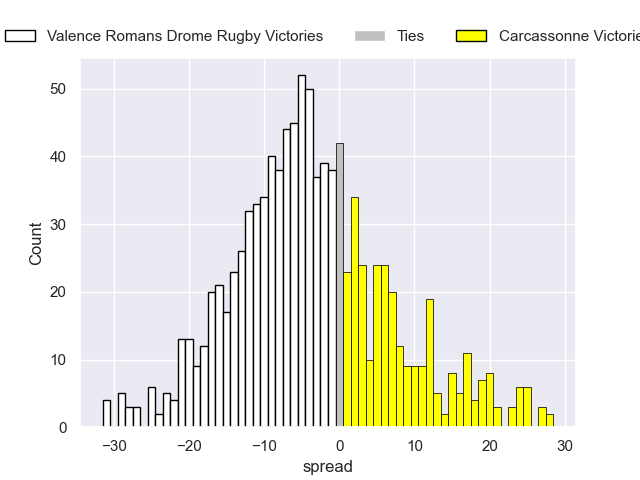 Valence Romans Drome Rugby Victories Ties Carcassonne Victorie
50
40
30
20
10
0
Count
−30 −20 −10 0 10 20 30
spread